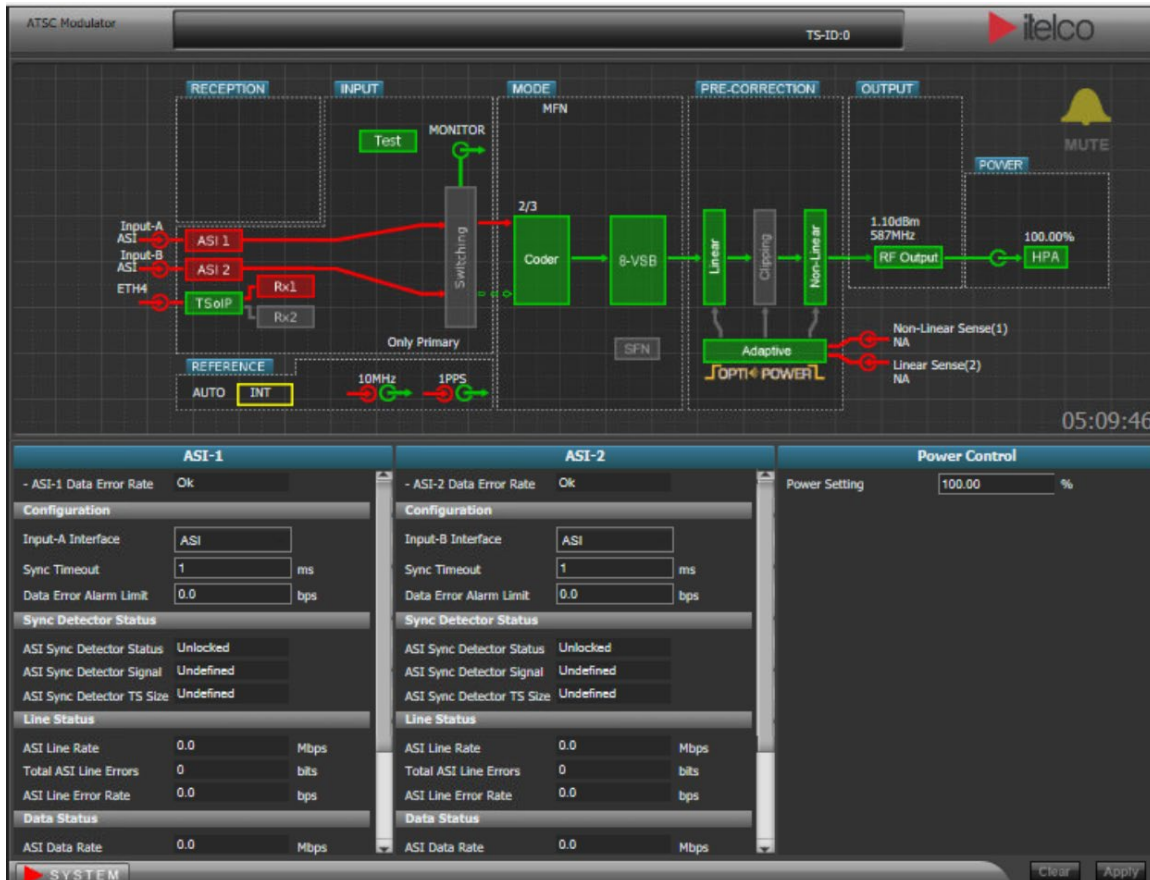 ATSC Modulator
TS-ID:0
itelco
RECEPTION
INPUT
MODE
PRE-CORRECTION
OUTPUT
MFN
MONITOR
Test
MUTE
POWER
2/3
Input-A
ASI
ASI 1
Input-B
ASI
ASI 2
ETH4
TSoIP
Rx1
Rx2
Switching
Coder
8-VSB
Linear
Clipping
Non-Linear
1.10dBm
587MHz
RF Output
100.00%
HPA
Only Primary
SFN
Adaptive
OPTI POWER
Non-Linear Sense(1)
NA
Linear Sense(2)
NA
REFERENCE
AUTO INT
10MHz
1PPS
05:09:46
ASI-1
- ASI-1 Data Error Rate Ok
Configuration
Input-A Interface ASI
Sync Timeout 1 ms
Data Error Alarm Limit 0.0 bps
Sync Detector Status
ASI Sync Detector Status Unlocked
ASI Sync Detector Signal Undefined
ASI Sync Detector TS Size Undefined
Line Status
ASI Line Rate 0.0 Mbps
Total ASI Line Errors 0 bits
ASI Line Error Rate 0.0 bps
Data Status
ASI Data Rate 0.0 Mbps
ASI-2
- ASI-2 Data Error Rate Ok
Configuration
Input-B Interface ASI
Sync Timeout 1 ms
Data Error Alarm Limit 0.0 bps
Sync Detector Status
ASI Sync Detector Status Unlocked
ASI Sync Detector Signal Undefined
ASI Sync Detector TS Size Undefined
Line Status
ASI Line Rate 0.0 Mbps
Total ASI Line Errors 0 bits
ASI Line Error Rate 0.0 bps
Data Status
ASI Data Rate 0.0 Mbps
Power Control
Power Setting 100.00 %
SYSTEM
Clear
Apply